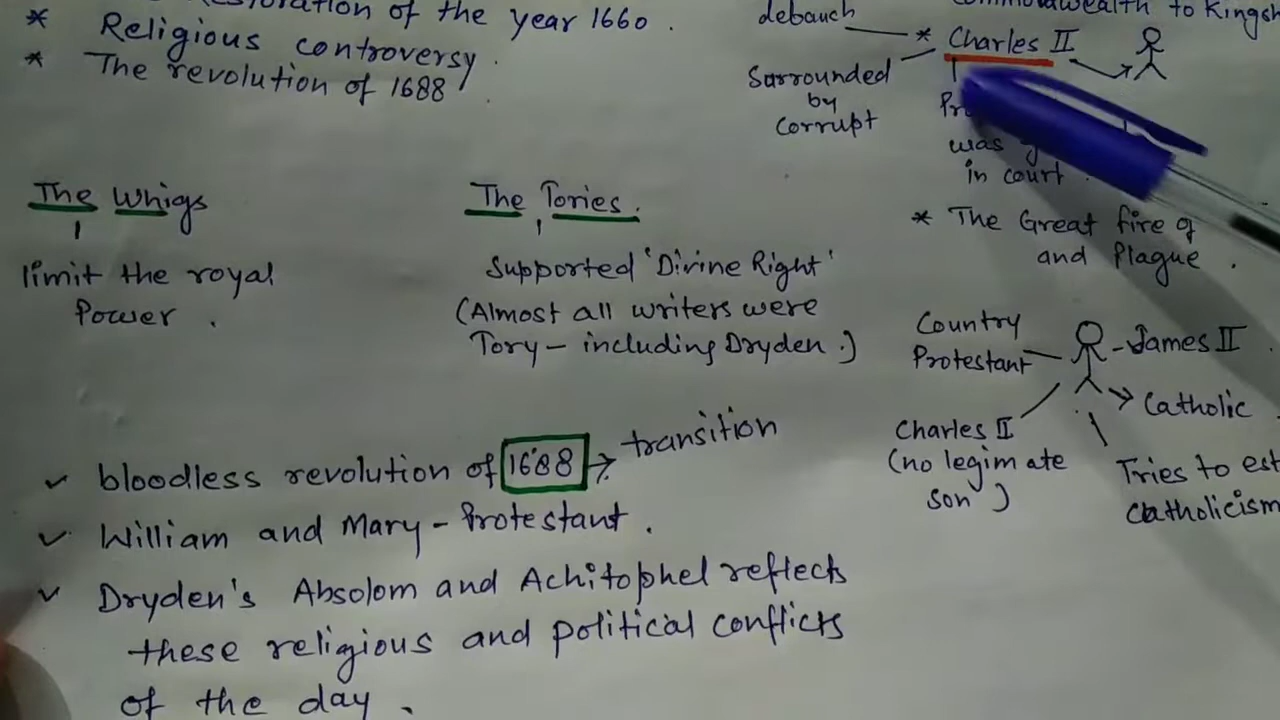 of the year 1660 .
* Religious controversy .
* The revolution of 1688
debauch
to Kingsh
* Charles II
Surrounded
by
Corrupt
was
in court .
* The Great fire of
and Plague .
The Whigs
limit the royal
Power .
The Tories .
Supported 'Divine Right'
(Almost all writers were
Tory - including Dryden .)
Country
Protestant
- James II .
Catholic
Charles II
(no legimate
son )
Tries to est
Catholicism
✓ bloodless revolution of 1688 → transition
✓ William and Mary - Protestant .
✓ Dryden's Absolom and Achitophel reflects
these religious and political conflicts
of the day .